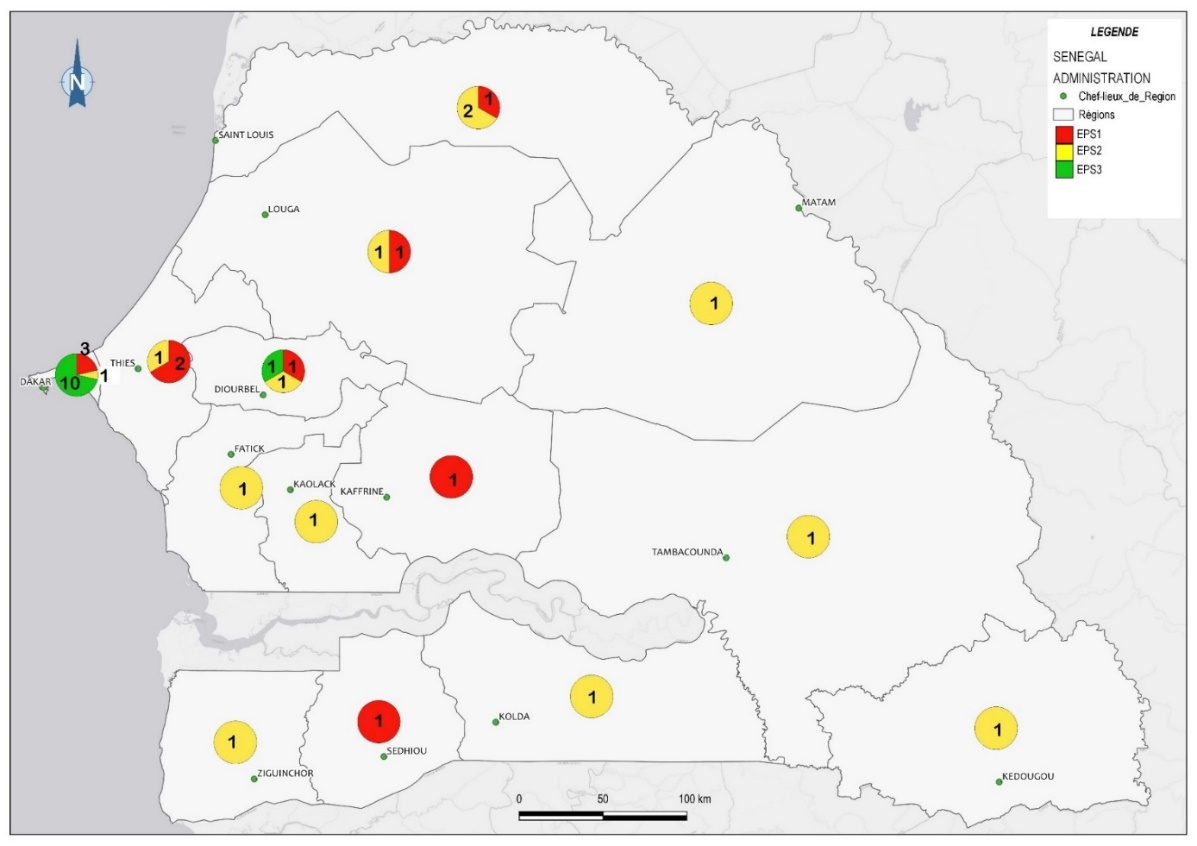 LEGENDE
SENEGAL
ADMINISTRATION
Chef-lieux_de_Region
Régions
EPS1
EPS2
EPS3
N
2 1
SAINT LOUIS
LOUGA
MATAM
1 1
1
3
10 1
DAKAR
THIES
1 2
1 1
1
DIOURBEL
FATICK
1
KAOLACK
1
KAFFRINE
1
TAMBACOUNDA
1
1
ZIGUINCHOR
1
SEDHIOU
1
KOLDA
1
KEDOUGOU
0 50 100 km